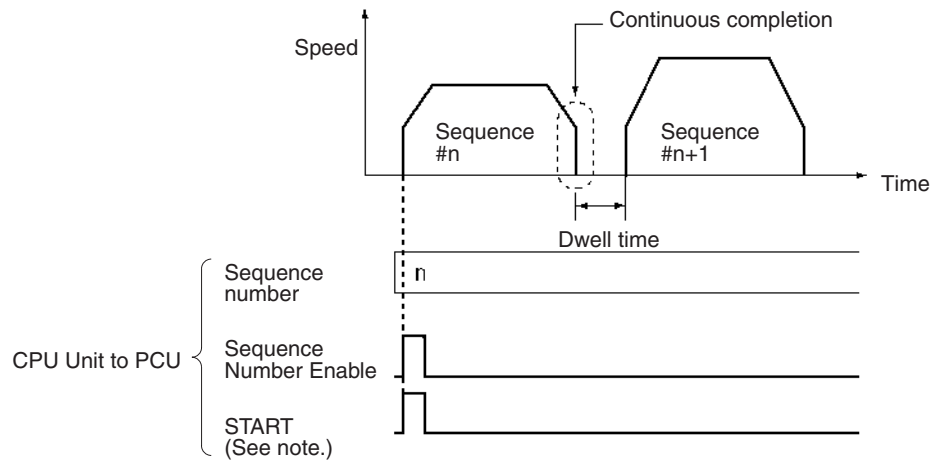 Continuous completion
Speed
Sequence
#n
Sequence
#n+1
Time
Dwell time
Sequence
number
n
CPU Unit to PCU
Sequence
Number Enable
START
(See note.)